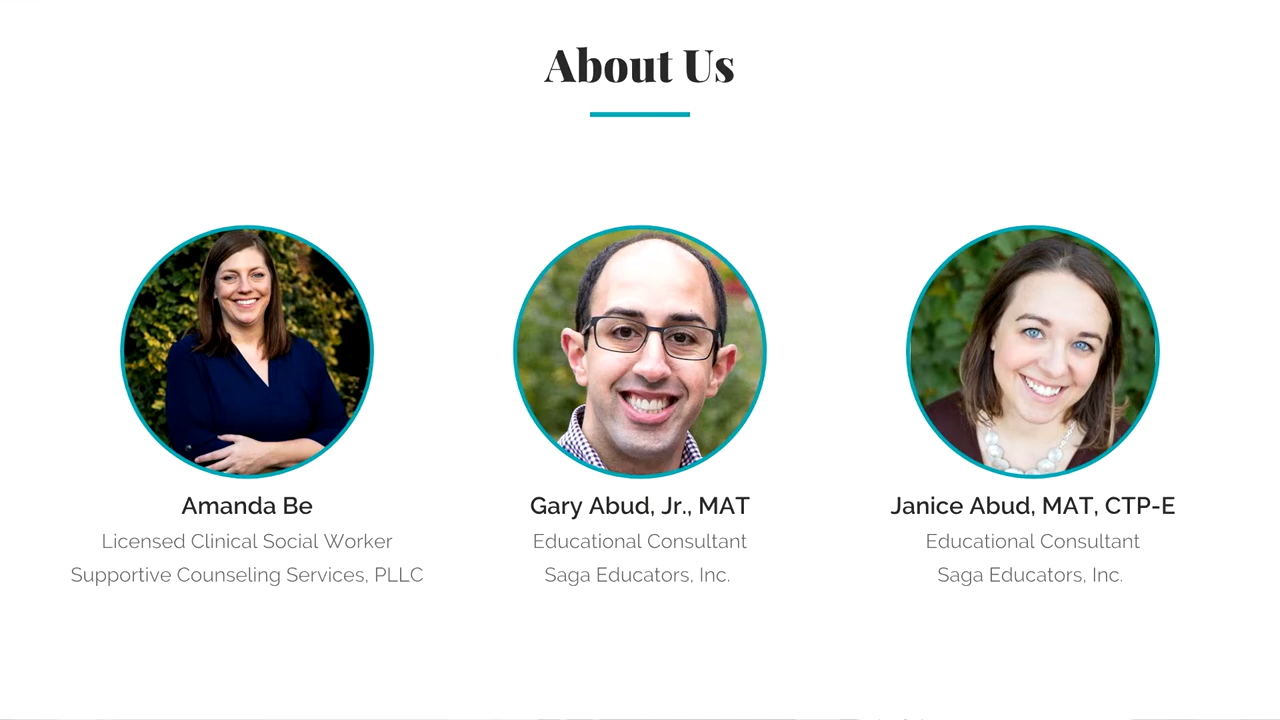 About Us
Amanda Be
Licensed Clinical Social Worker
Supportive Counseling Services, PLLC
Gary Abud, Jr., MAT
Educational Consultant
Saga Educators, Inc.
Janice Abud, MAT, CTP-E
Educational Consultant
Saga Educators, Inc.